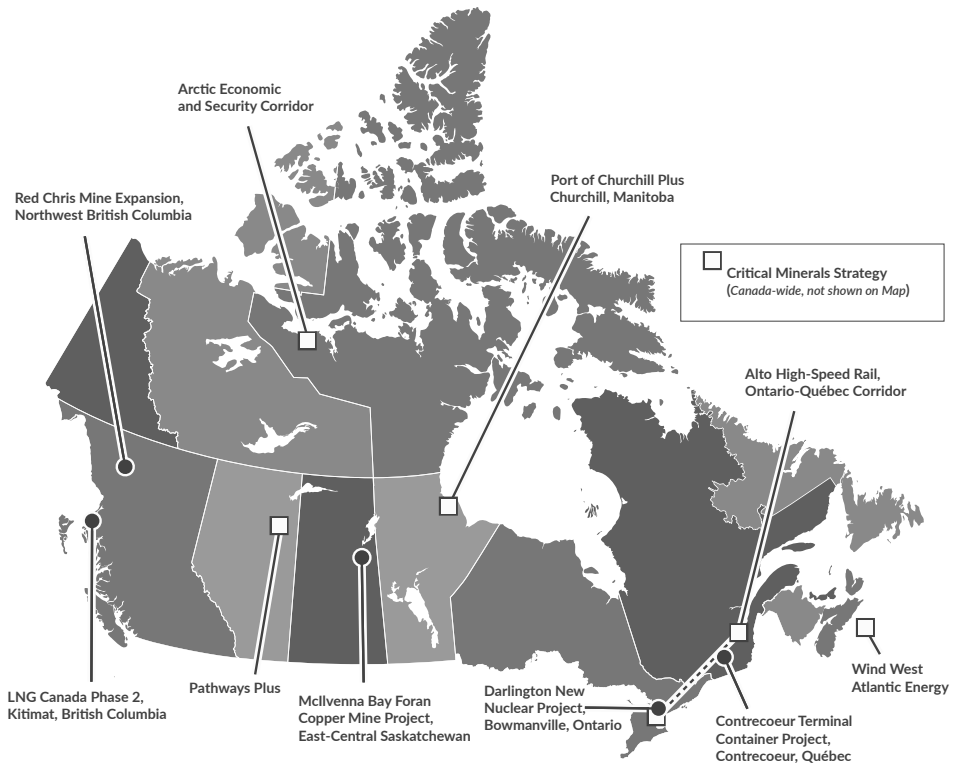 Arctic Economic
and Security Corridor
Port of Churchill Plus
Churchill, Manitoba
Red Chris Mine Expansion,
Northwest British Columbia
Critical Minerals Strategy
(Canada-wide, not shown on Map)
Alto High-Speed Rail,
Ontario-Québec Corridor
Wind West
Atlantic Energy
LNG Canada Phase 2,
Kitimat, British Columbia
Pathways Plus
McIlvenna Bay Foran
Copper Mine Project,
East-Central Saskatchewan
Darlington New
Nuclear Project,
Bowmanville, Ontario
Contrecoeur Terminal
Container Project,
Contrecoeur, Québec